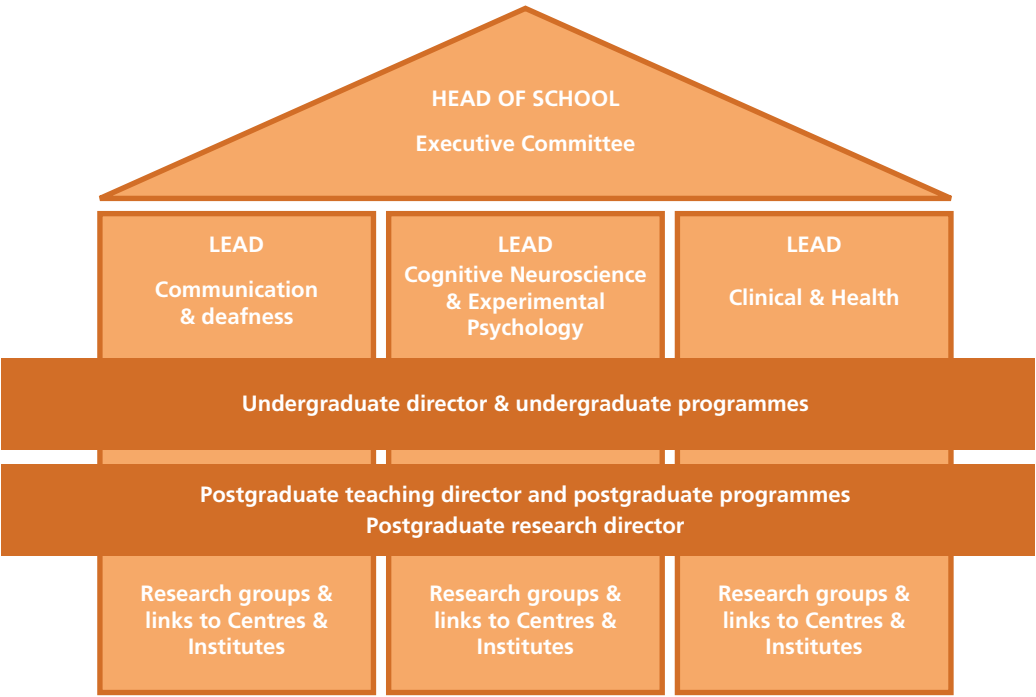 HEAD OF SCHOOL
Executive Committee
LEAD
Communication
& deafness
LEAD
Cognitive Neuroscience
& Experimental
Psychology
LEAD
Clinical & Health
Undergraduate director & undergraduate programmes
Postgraduate teaching director and postgraduate programmes
Postgraduate research director
Research groups &
links to Centres &
Institutes
Research groups &
links to Centres &
Institutes
Research groups &
links to Centres &
Institutes